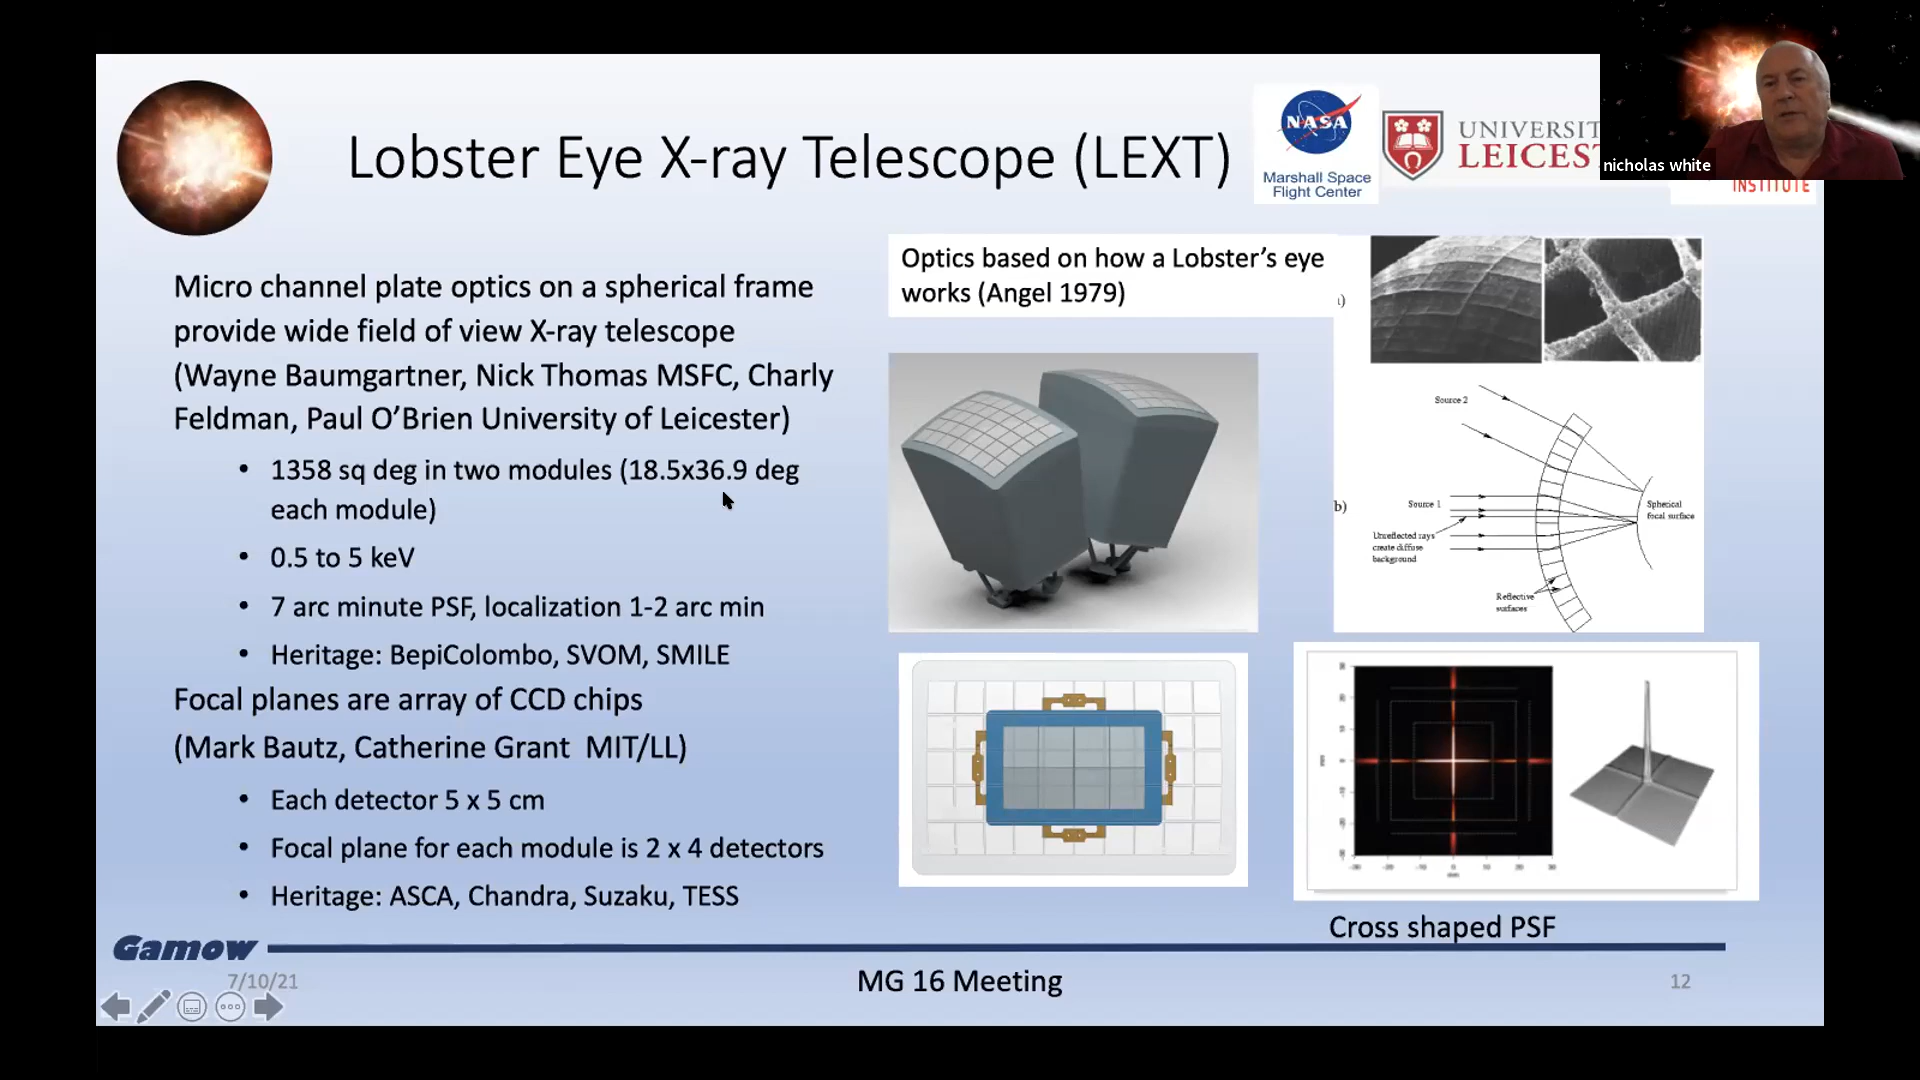 Lobster Eye X-ray Telescope (LEXT)
NASA
Marshall Space
Flight Center
UNIVERSIT
LEICES
nicholas white
INSTITUTE
Micro channel plate optics on a spherical frame
provide wide field of view X-ray telescope
(Wayne Baumgartner, Nick Thomas MSFC, Charly
Feldman, Paul O’Brien University of Leicester)
• 1358 sq deg in two modules (18.5x36.9 deg
each module)
• 0.5 to 5 keV
• 7 arc minute PSF, localization 1-2 arc min
• Heritage: BepiColombo, SVOM, SMILE
Focal planes are array of CCD chips
(Mark Bautz, Catherine Grant MIT/LL)
• Each detector 5 x 5 cm
• Focal plane for each module is 2 x 4 detectors
• Heritage: ASCA, Chandra, Suzaku, TESS
Optics based on how a Lobster’s eye
works (Angel 1979)
Source 2
b)
Source 1
Spherical
focal surface
Unreflected rays
create diffuse
background
Reflective
surfaces
Cross shaped PSF
Gamow
7/10/21
MG 16 Meeting
12